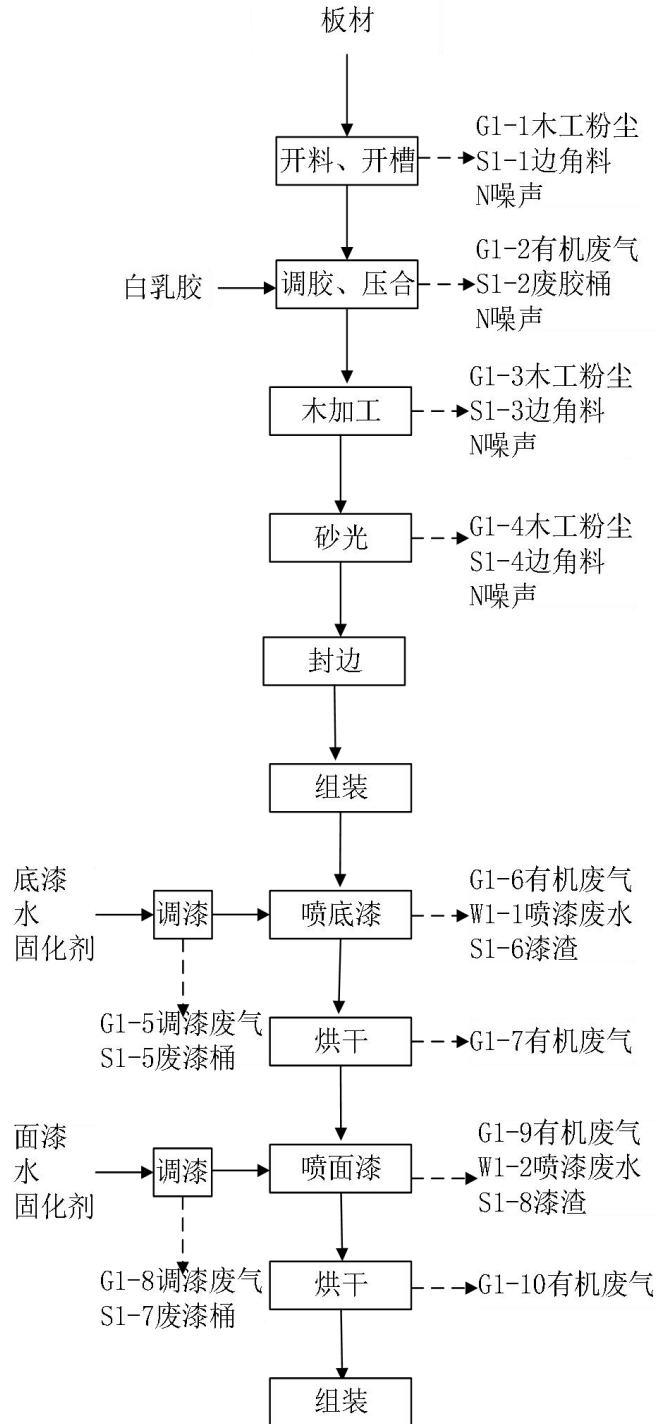 板材
开料、开槽
G1-1木工粉尘
S1-1边角料
N噪声
白乳胶
调胶、压合
G1-2有机废气
S1-2废胶桶
N噪声
木加工
G1-3木工粉尘
S1-3边角料
N噪声
砂光
G1-4木工粉尘
S1-4边角料
N噪声
封边
组装
底漆
水
固化剂
调漆
喷底漆
G1-6有机废气
W1-1喷漆废水
S1-6漆渣
G1-5调漆废气
S1-5废漆桶
烘干
G1-7有机废气
面漆
水
固化剂
调漆
喷面漆
G1-9有机废气
W1-2喷漆废水
S1-8漆渣
G1-8调漆废气
S1-7废漆桶
烘干
G1-10有机废气
组装